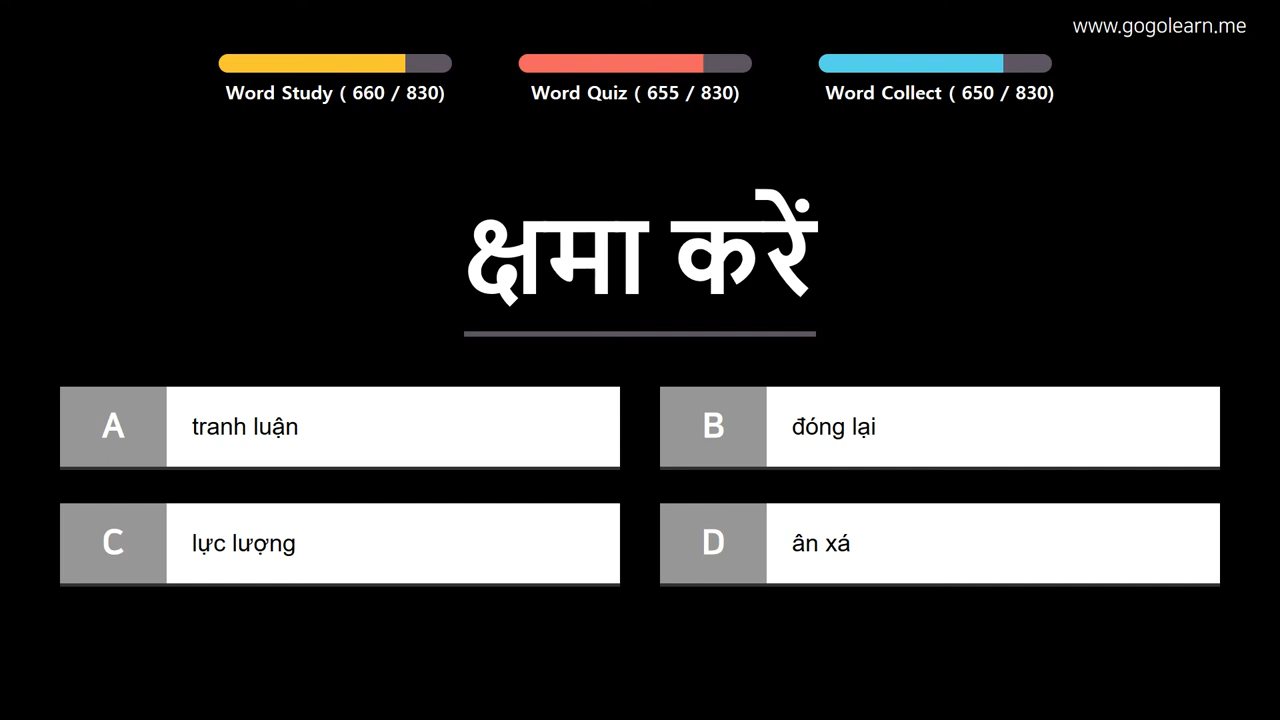 www.gogolearn.me
Word Study ( 660 / 830)
Word Quiz ( 655 / 830)
Word Collect ( 650 / 830)
क्षमा करें
A tranh luận
B đóng lại
C lực lượng
D ân xá